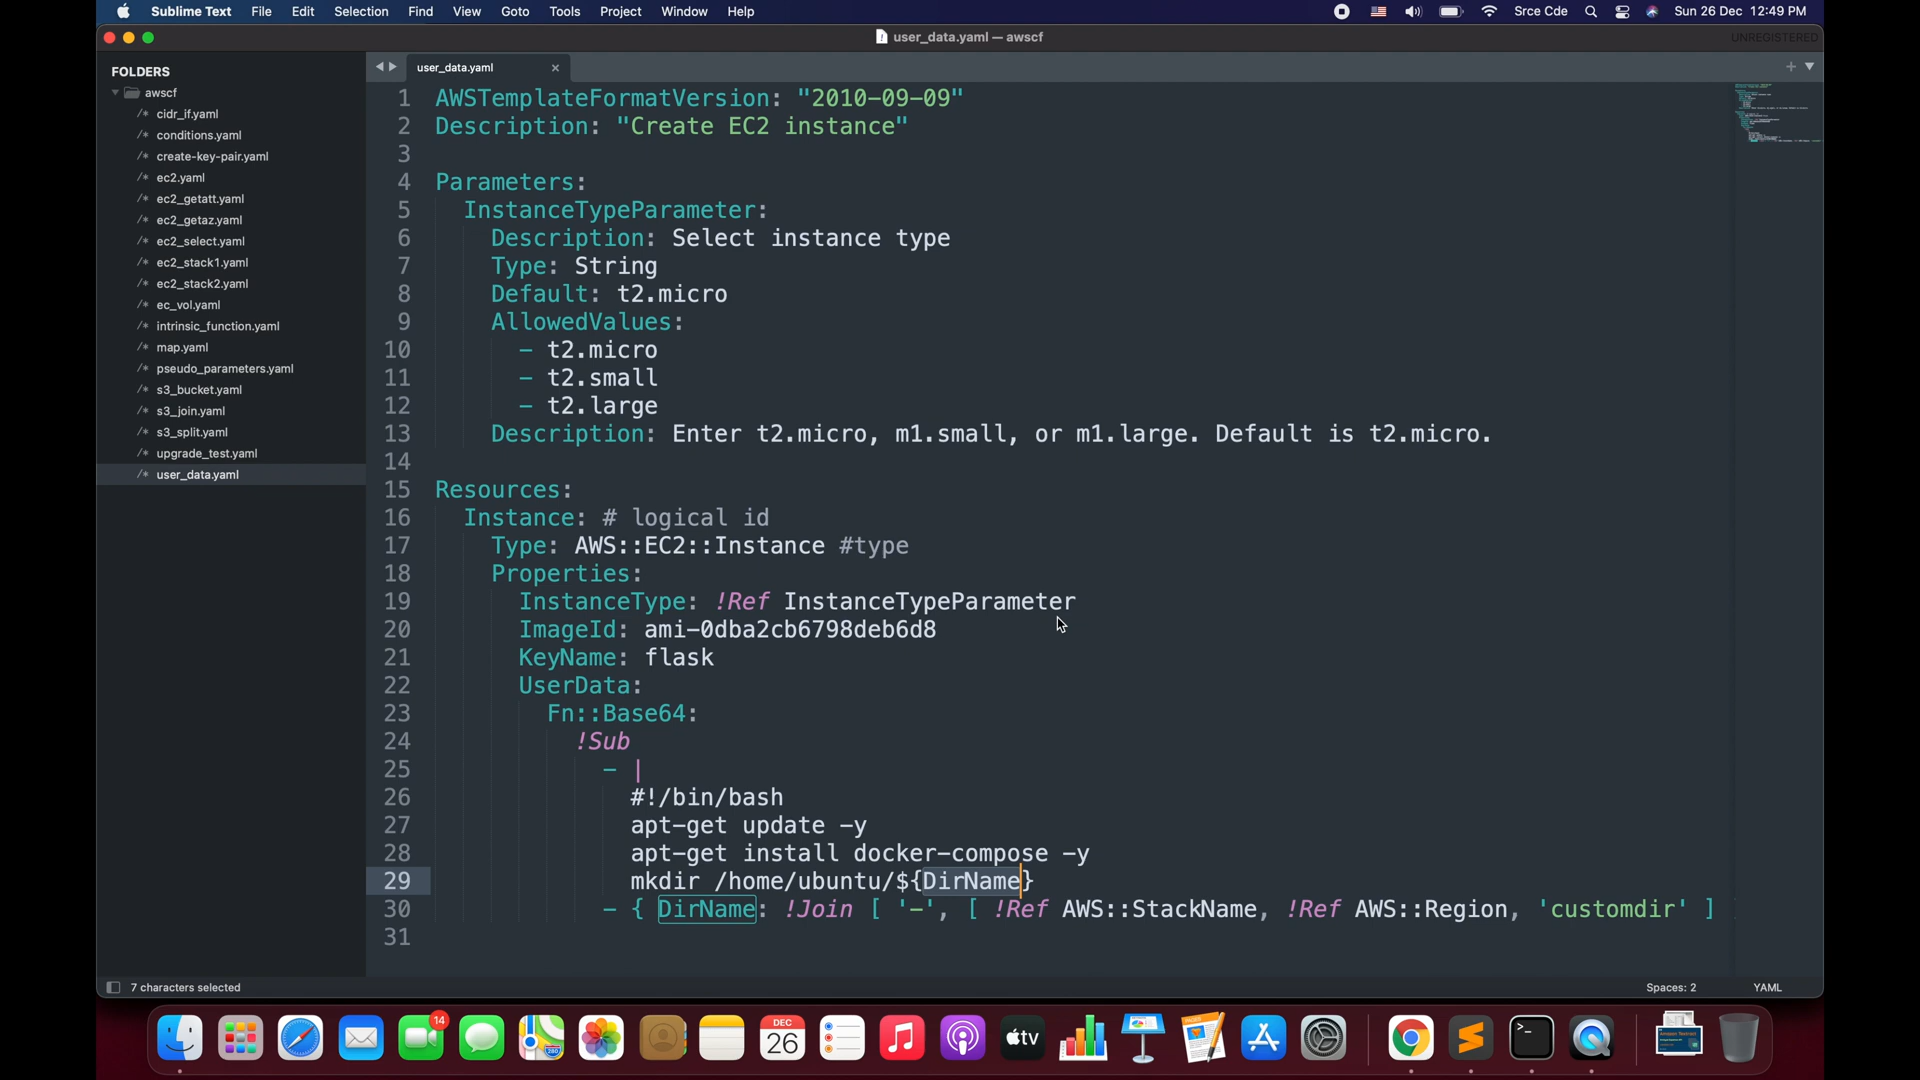 Sublime Text File Edit Selection Find View Goto Tools Project Window Help Srce Cde Sun 26 Dec 12:49 PM
user_data.yaml — awscf UNREGISTERED
FOLDERS
awscf
/* cidr_if.yaml
/* conditions.yaml
/* create-key-pair.yaml
/* ec2.yaml
/* ec2_getatt.yaml
/* ec2_getaz.yaml
/* ec2_select.yaml
/* ec2_stack1.yaml
/* ec2_stack2.yaml
/* ec_vol.yaml
/* intrinsic_function.yaml
/* map.yaml
/* pseudo_parameters.yaml
/* s3_bucket.yaml
/* s3_join.yaml
/* s3_split.yaml
/* upgrade_test.yaml
/* user_data.yaml
user_data.yaml ×
1 AWSTemplateFormatVersion: "2010-09-09"
2 Description: "Create EC2 instance"
3
4 Parameters:
5 InstanceTypeParameter:
6 Description: Select instance type
7 Type: String
8 Default: t2.micro
9 AllowedValues:
10 - t2.micro
11 - t2.small
12 - t2.large
13 Description: Enter t2.micro, m1.small, or m1.large. Default is t2.micro.
14
15 Resources:
16 Instance: # logical id
17 Type: AWS::EC2::Instance #type
18 Properties:
19 InstanceType: !Ref InstanceTypeParameter
20 ImageId: ami-0dba2cb6798deb6d8
21 KeyName: flask
22 UserData:
23 Fn::Base64:
24 !Sub
25 - |
26 #!/bin/bash
27 apt-get update -y
28 apt-get install docker-compose -y
29 mkdir /home/ubuntu/${DirName}
30 - { DirName: !Join [ '-', [ !Ref AWS::StackName, !Ref AWS::Region, 'customdir' ]
31
7 characters selected Spaces: 2 YAML
14
DEC
26
tv